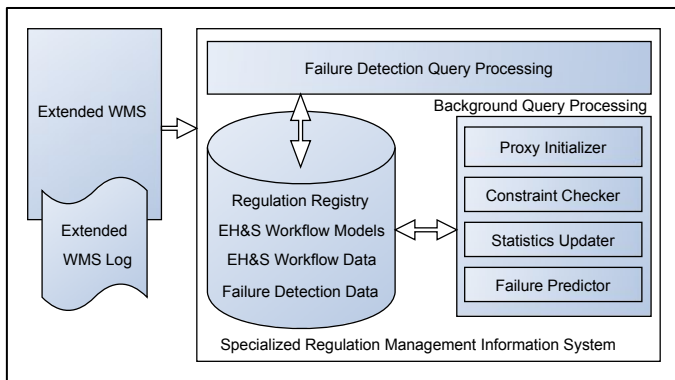 Failure Detection Query Processing
Extended WMS
Background Query Processing
Proxy Initializer
Constraint Checker
Statistics Updater
Failure Predictor
Regulation Registry
EH&S Workflow Models
EH&S Workflow Data
Failure Detection Data
Extended
WMS Log
Specialized Regulation Management Information System